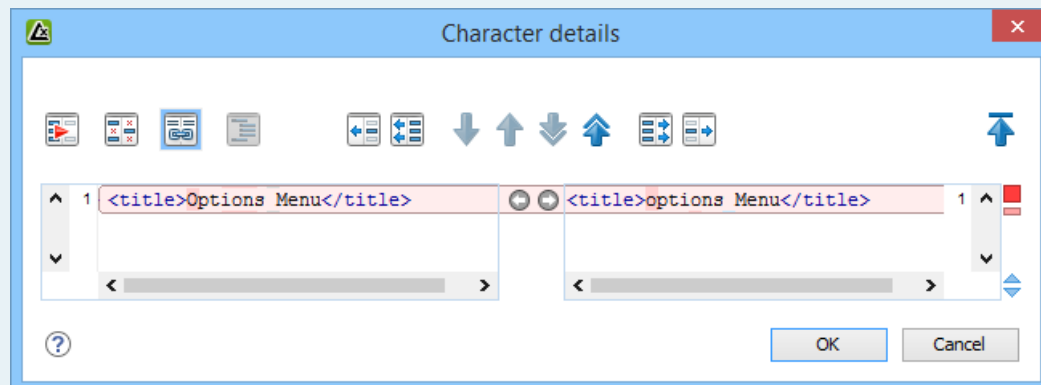 Character details
1 <title>Options Menu</title>
<title>options Menu</title> 1
OK Cancel